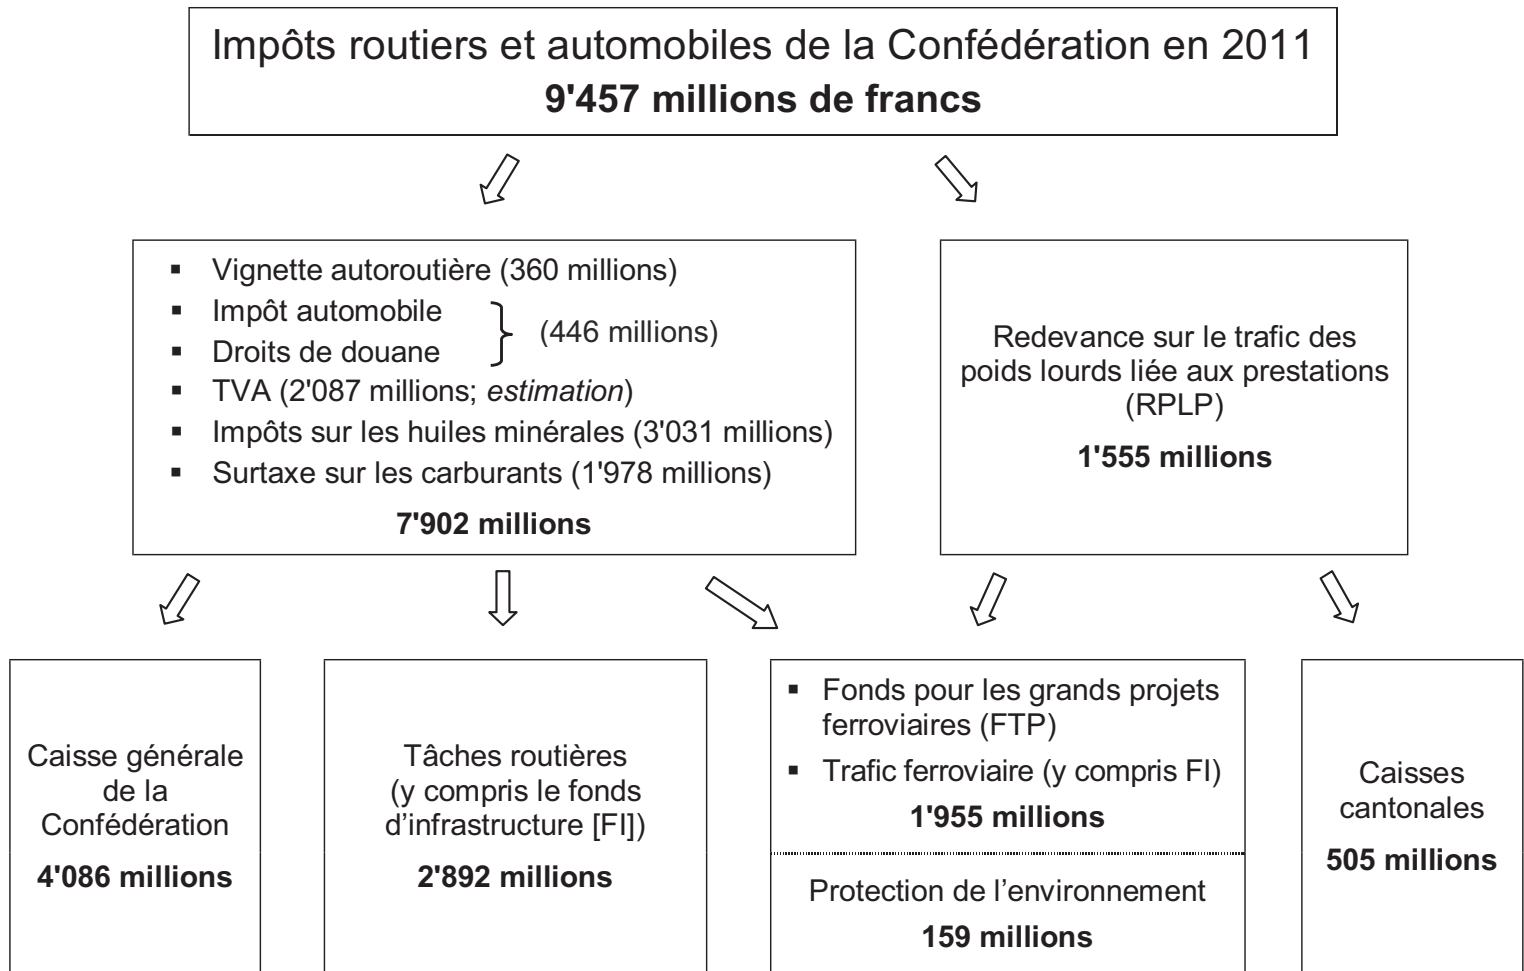 Impôts routiers et automobiles de la Confédération en 2011
9'457 millions de francs
▪ Vignette autoroutière (360 millions)
▪ Impôt automobile
▪ Droits de douane
(446 millions)
▪ TVA (2'087 millions; estimation)
▪ Impôts sur les huiles minérales (3'031 millions)
▪ Surtaxe sur les carburants (1'978 millions)
7'902 millions
Redevance sur le trafic des
poids lourds liée aux prestations
(RPLP)
1'555 millions
Caisse générale
de la
Confédération
4'086 millions
Tâches routières
(y compris le fonds
d’infrastructure [FI])
2'892 millions
▪ Fonds pour les grands projets
ferroviaires (FTP)
▪ Trafic ferroviaire (y compris FI)
1'955 millions
Protection de l’environnement
159 millions
Caisses
cantonales
505 millions